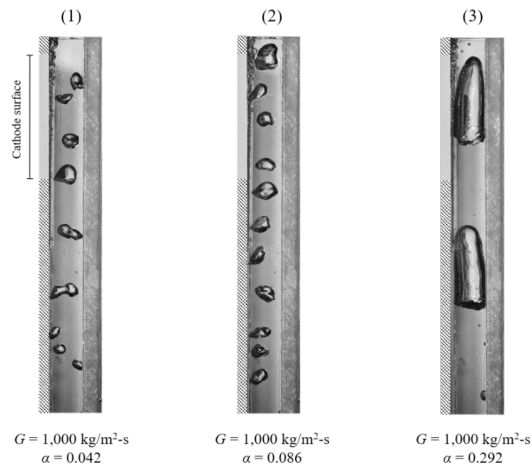 (1)
(2)
(3)
Cathode surface
G = 1,000 kg/m²-s
α = 0.042
G = 1,000 kg/m²-s
α = 0.086
G = 1,000 kg/m²-s
α = 0.292